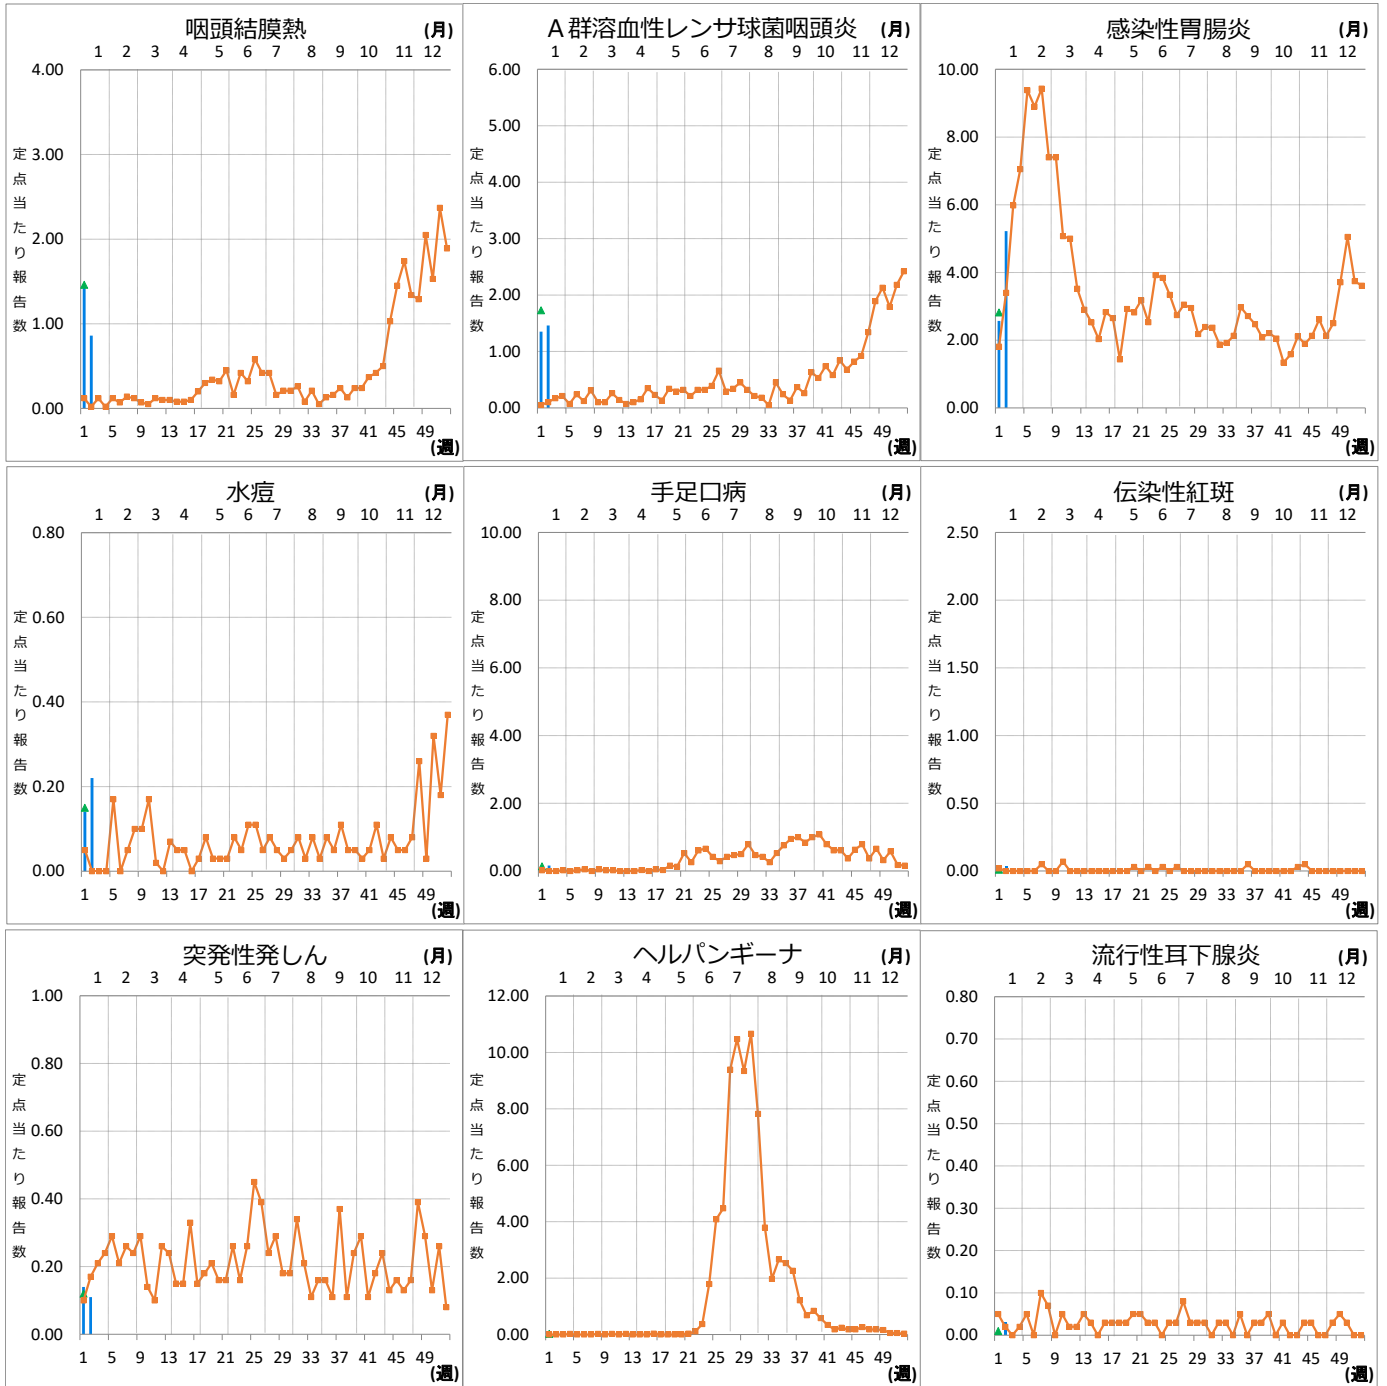 咽頭結膜熱 (月)
1 2 3 4 5 6 7 8 9 10 11 12
4.00
3.00
2.00
1.00
0.00
定点当たり報告数
1 5 9 13 17 21 25 29 33 37 41 45 49
(週)
A群溶血性レンサ球菌咽頭炎 (月)
1 2 3 4 5 6 7 8 9 10 11 12
6.00
5.00
4.00
3.00
2.00
1.00
0.00
定点当たり報告数
1 5 9 13 17 21 25 29 33 37 41 45 49
(週)
感染性胃腸炎 (月)
1 2 3 4 5 6 7 8 9 10 11 12
10.00
8.00
6.00
4.00
2.00
0.00
定点当たり報告数
1 5 9 13 17 21 25 29 33 37 41 45 49
(週)
水痘 (月)
1 2 3 4 5 6 7 8 9 10 11 12
0.80
0.60
0.40
0.20
0.00
定点当たり報告数
1 5 9 13 17 21 25 29 33 37 41 45 49
(週)
手足口病 (月)
1 2 3 4 5 6 7 8 9 10 11 12
10.00
8.00
6.00
4.00
2.00
0.00
定点当たり報告数
1 5 9 13 17 21 25 29 33 37 41 45 49
(週)
伝染性紅斑 (月)
1 2 3 4 5 6 7 8 9 10 11 12
2.50
2.00
1.50
1.00
0.50
0.00
定点当たり報告数
1 5 9 13 17 21 25 29 33 37 41 45 49
(週)
突発性発しん (月)
1 2 3 4 5 6 7 8 9 10 11 12
1.00
0.80
0.60
0.40
0.20
0.00
定点当たり報告数
1 5 9 13 17 21 25 29 33 37 41 45 49
(週)
ヘルパンギーナ (月)
1 2 3 4 5 6 7 8 9 10 11 12
12.00
10.00
8.00
6.00
4.00
2.00
0.00
定点当たり報告数
1 5 9 13 17 21 25 29 33 37 41 45 49
(週)
流行性耳下腺炎 (月)
1 2 3 4 5 6 7 8 9 10 11 12
0.80
0.70
0.60
0.50
0.40
0.30
0.20
0.10
0.00
定点当たり報告数
1 5 9 13 17 21 25 29 33 37 41 45 49
(週)